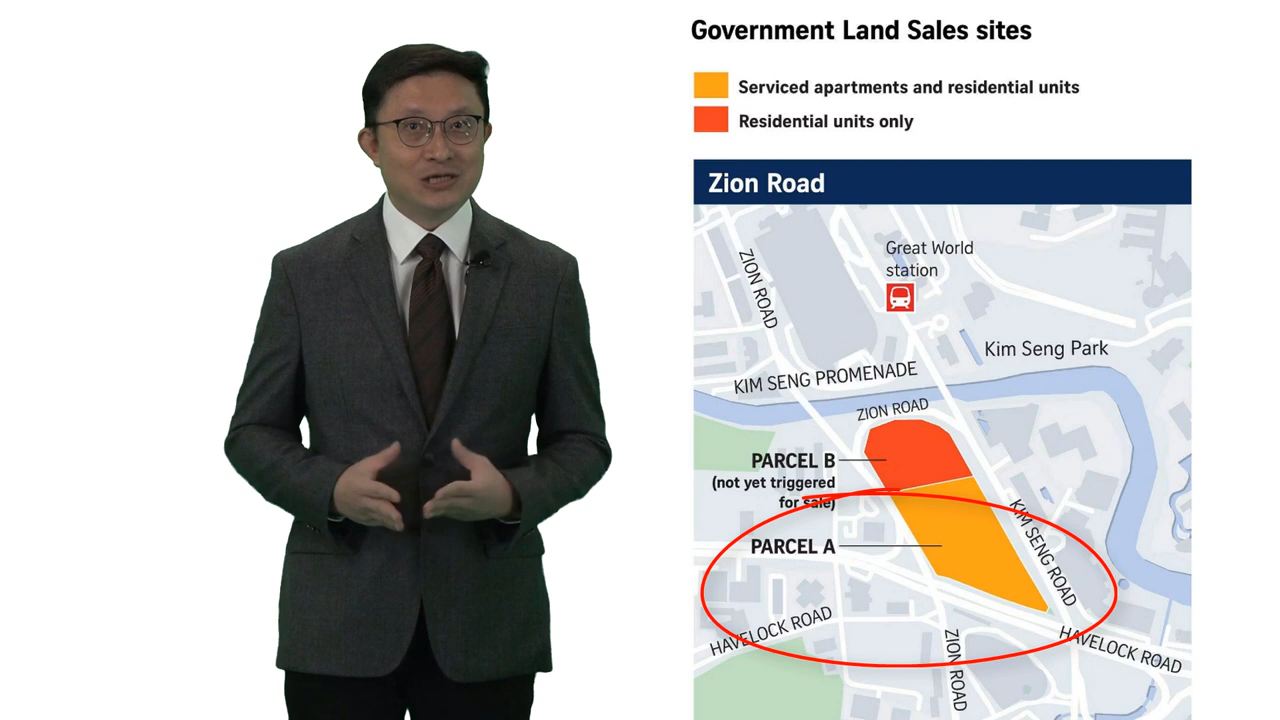 Government Land Sales sites
Serviced apartments and residential units
Residential units only
Zion Road
Great World
station
ZION ROAD
Kim Seng Park
KIM SENG PROMENADE
ZION ROAD
PARCEL B
(not yet triggered
for sale)
KIM SENG ROAD
PARCEL A
HAVELOCK ROAD
ZION ROAD
HAVELOCK ROAD